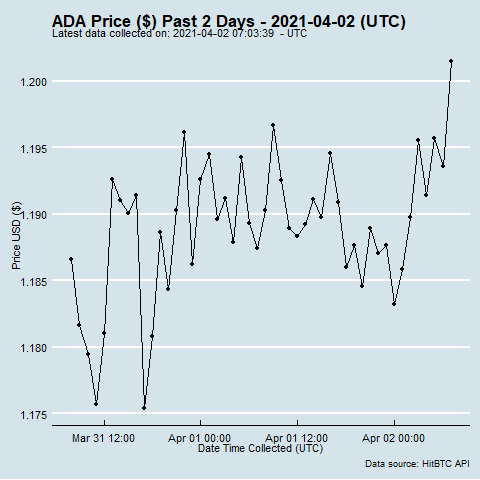 ADA Price ($) Past 2 Days - 2021-04-02 (UTC)
Latest data collected on: 2021-04-02 07:03:39 - UTC
1.200
1.195
1.190
1.185
1.180
1.175
Price USD ($)
Mar 31 12:00 Apr 01 00:00 Apr 01 12:00 Apr 02 00:00
Date Time Collected (UTC)
Data source: HitBTC API